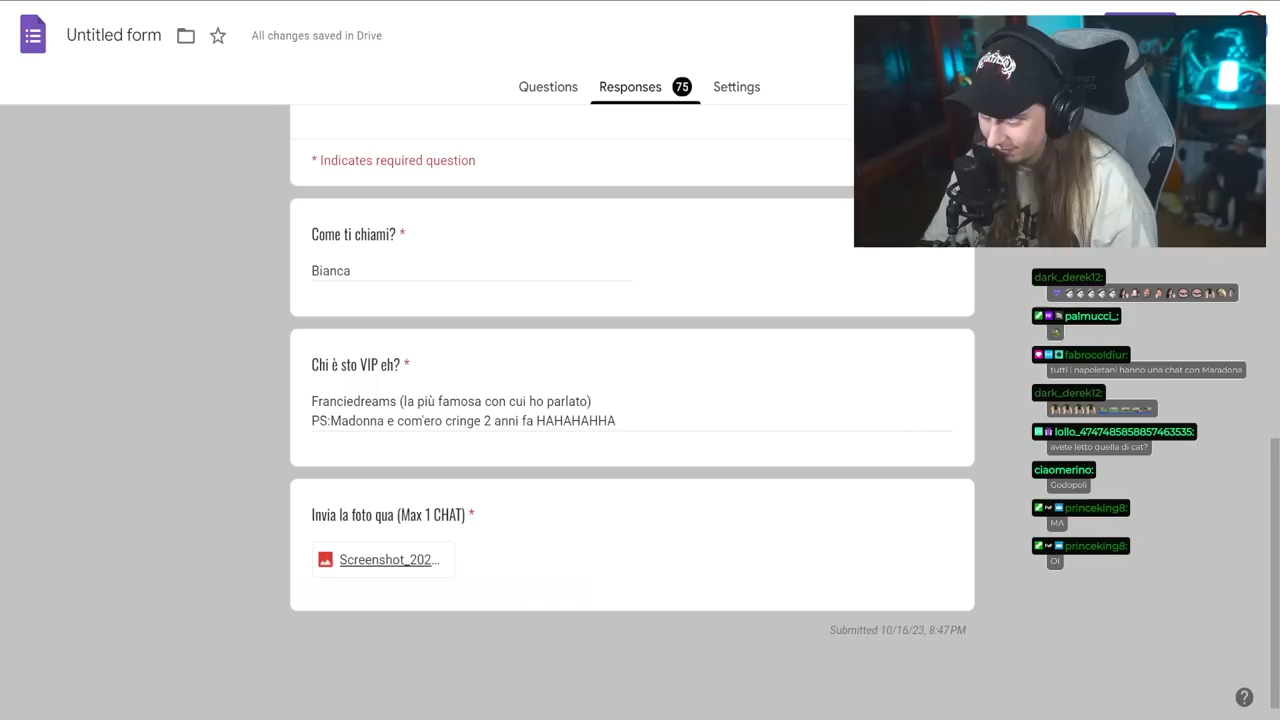 Untitled form
All changes saved in Drive
Questions
Responses 75
Settings
* Indicates required question
Come ti chiami? *
Bianca
Chi è sto VIP eh? *
Francidreams (la più famosa con cui ho parlato)
PS:Madonna e com'ero cringe 2 anni fa HAHAHAHHA
Invia la foto qua (Max 1 CHAT) *
Screenshot_202...
Submitted 10/16/23, 8:47 PM
dark_derek12:
palmucci_:
fabrocoldiur:
tutti i napoletani hanno una chat con Maradona
dark_derek12:
lollo_4747485858857463535:
avete letto quella di cat?
ciaomerino:
Godopoli
princeking8:
MA
princeking8:
OI